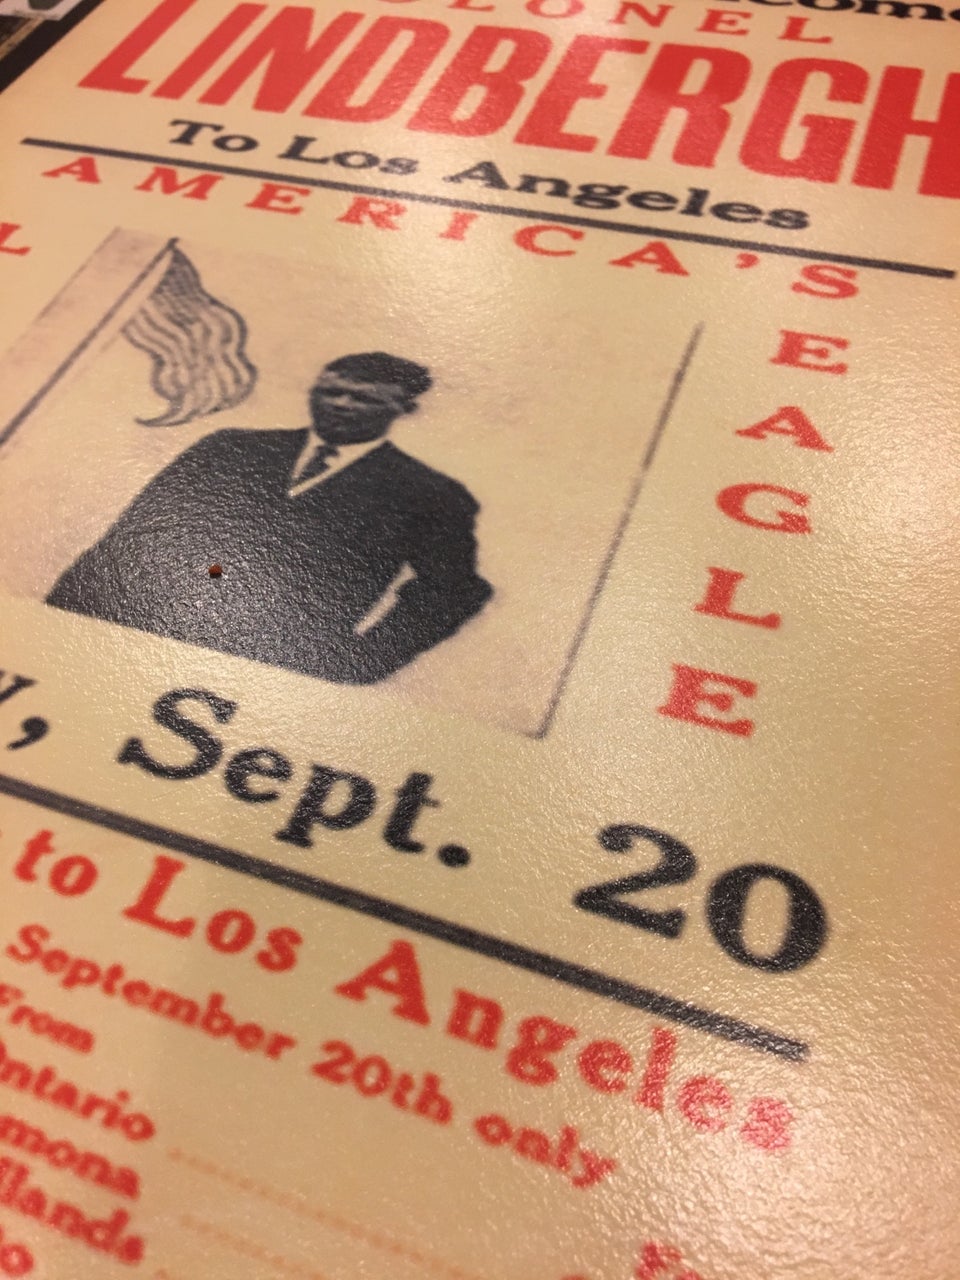 COLONEL
LINDBERGH
To Los Angeles
AMERICA'S
EAGLE
Sept. 20
to Los Angeles
September 20th only
From
Ontario